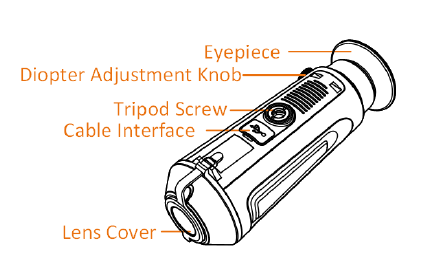 Eyepiece
Diopter Adjustment Knob
Tripod Screw
Cable Interface
Lens Cover